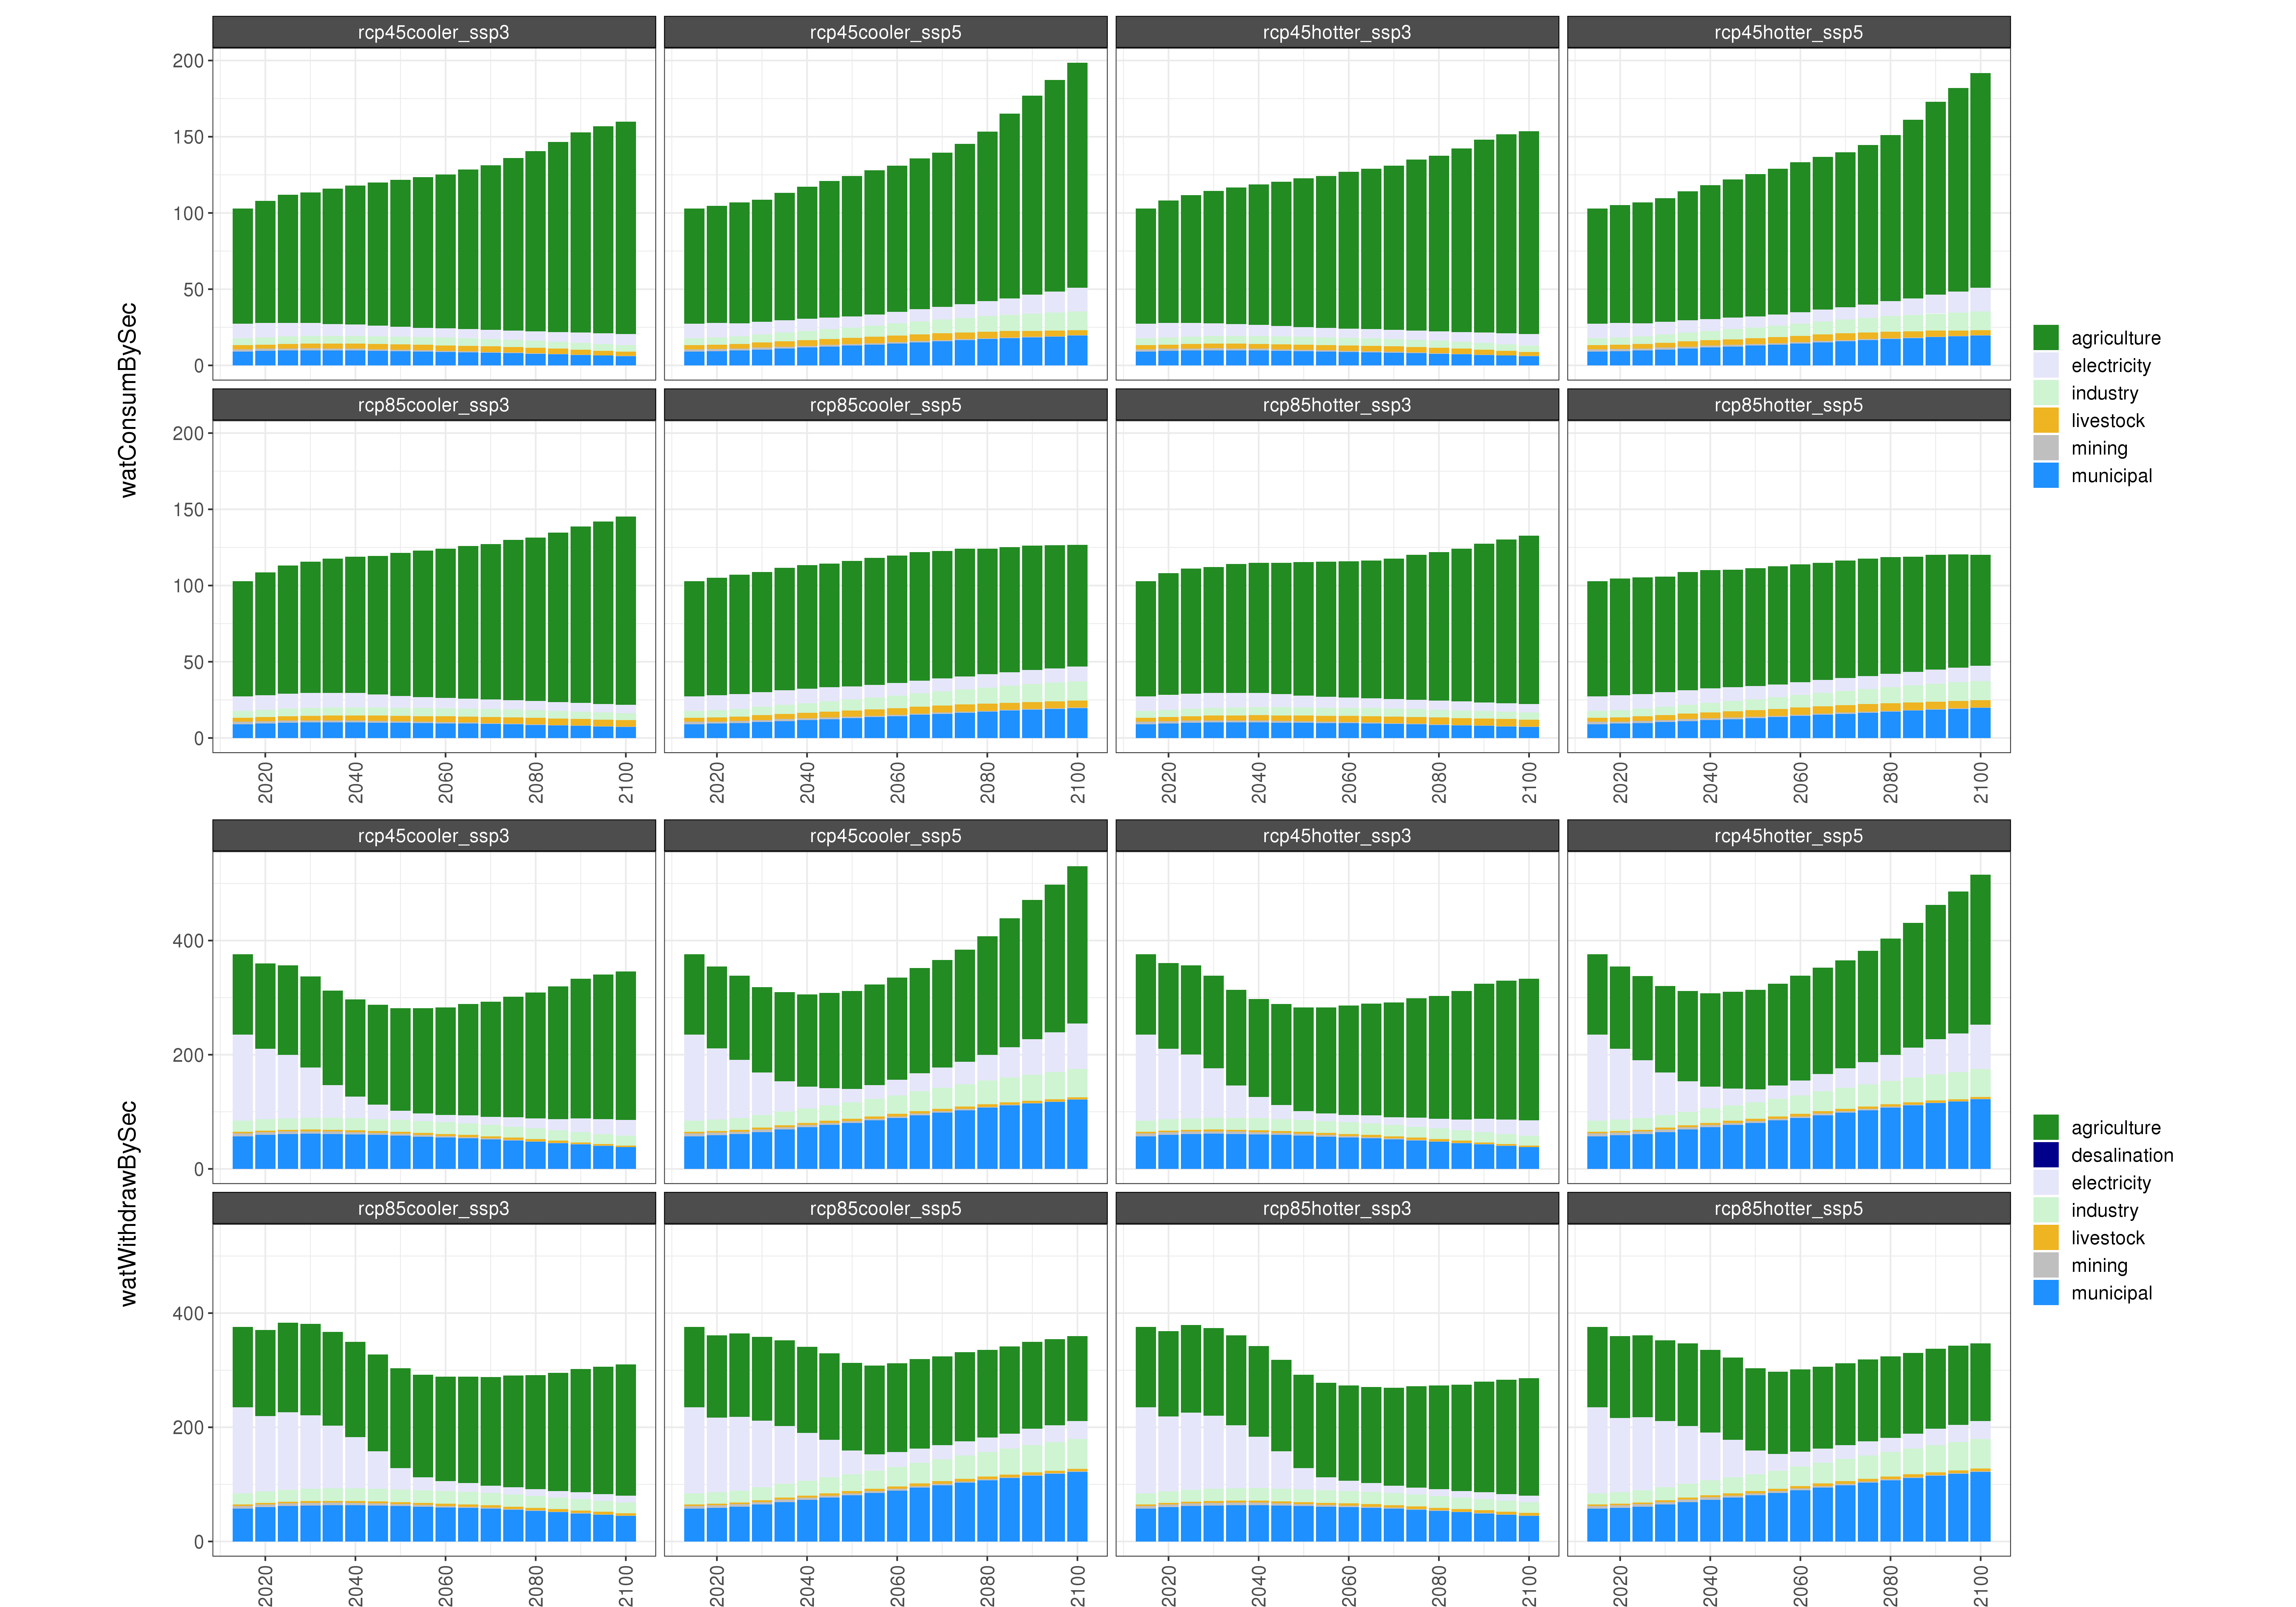 rcp45cooler_ssp3 rcp45cooler_ssp5 rcp45hotter_ssp3 rcp45hotter_ssp5
200
150
100
50
0
rcp85cooler_ssp3 rcp85cooler_ssp5 rcp85hotter_ssp3 rcp85hotter_ssp5
200
150
100
50
0
2020 2040 2060 2080 2100 2020 2040 2060 2080 2100 2020 2040 2060 2080 2100 2020 2040 2060 2080 2100
watConsumBySec
agriculture
electricity
industry
livestock
mining
municipal
rcp45cooler_ssp3 rcp45cooler_ssp5 rcp45hotter_ssp3 rcp45hotter_ssp5
400
200
0
rcp85cooler_ssp3 rcp85cooler_ssp5 rcp85hotter_ssp3 rcp85hotter_ssp5
400
200
0
2020 2040 2060 2080 2100 2020 2040 2060 2080 2100 2020 2040 2060 2080 2100 2020 2040 2060 2080 2100
watWithdrawBySec
agriculture
desalination
electricity
industry
livestock
mining
municipal